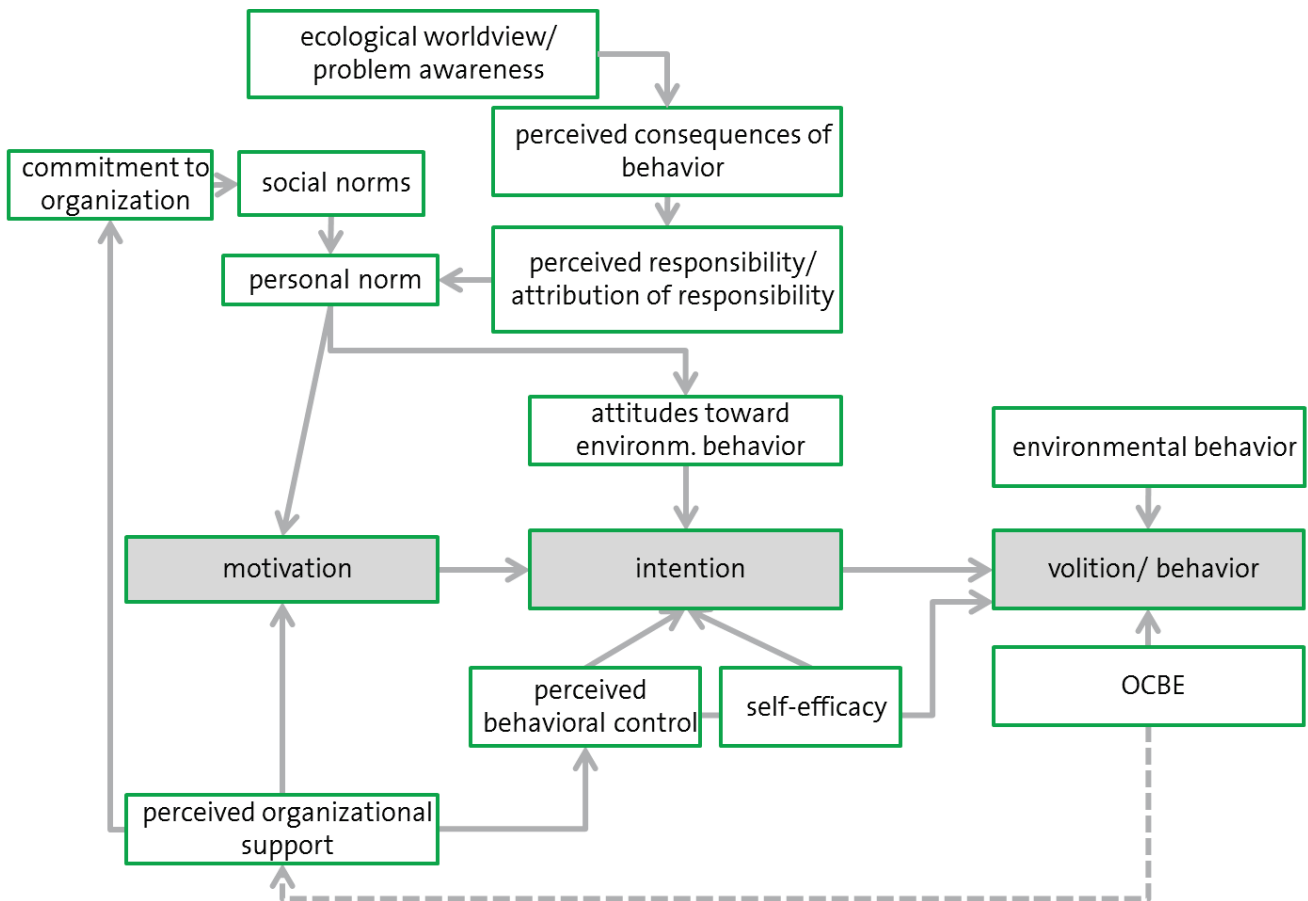 ecological worldview/
problem awareness
perceived consequences of
behavior
commitment to
organization
social norms
personal norm
perceived responsibility/
attribution of responsibility
attitudes toward
environm. behavior
environmental behavior
motivation
intention
volition/ behavior
perceived
behavioral control
self-efficacy
OCBE
perceived organizational
support